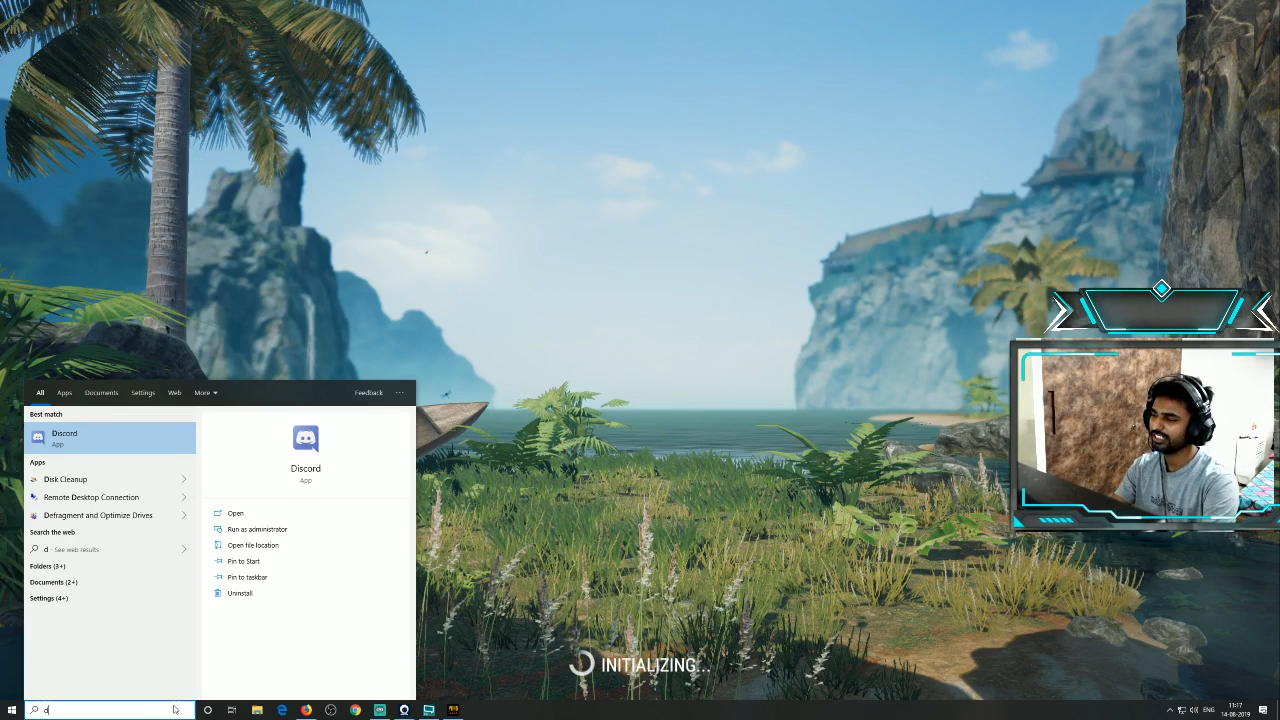 All Apps Documents Settings Web More Feedback ...
Best match
Discord
App
Apps
Disk Cleanup
Remote Desktop Connection
Defragment and Optimize Drives
Search the web
d - See web results
Folders (3+)
Documents (2+)
Settings (4+)
Discord
App
Open
Run as administrator
Open file location
Pin to Start
Pin to taskbar
Uninstall
INITIALIZING...
d
ENG
11:17
14-08-2019